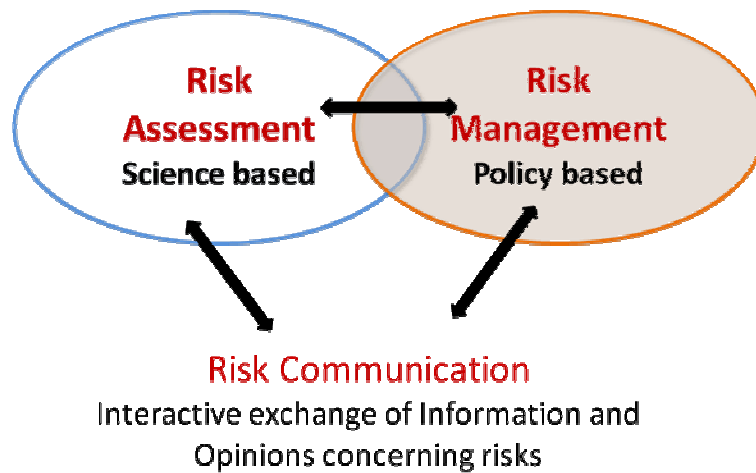 Risk
Assessment
Science based
Risk
Management
Policy based
Risk Communication
Interactive exchange of Information and
Opinions concerning risks